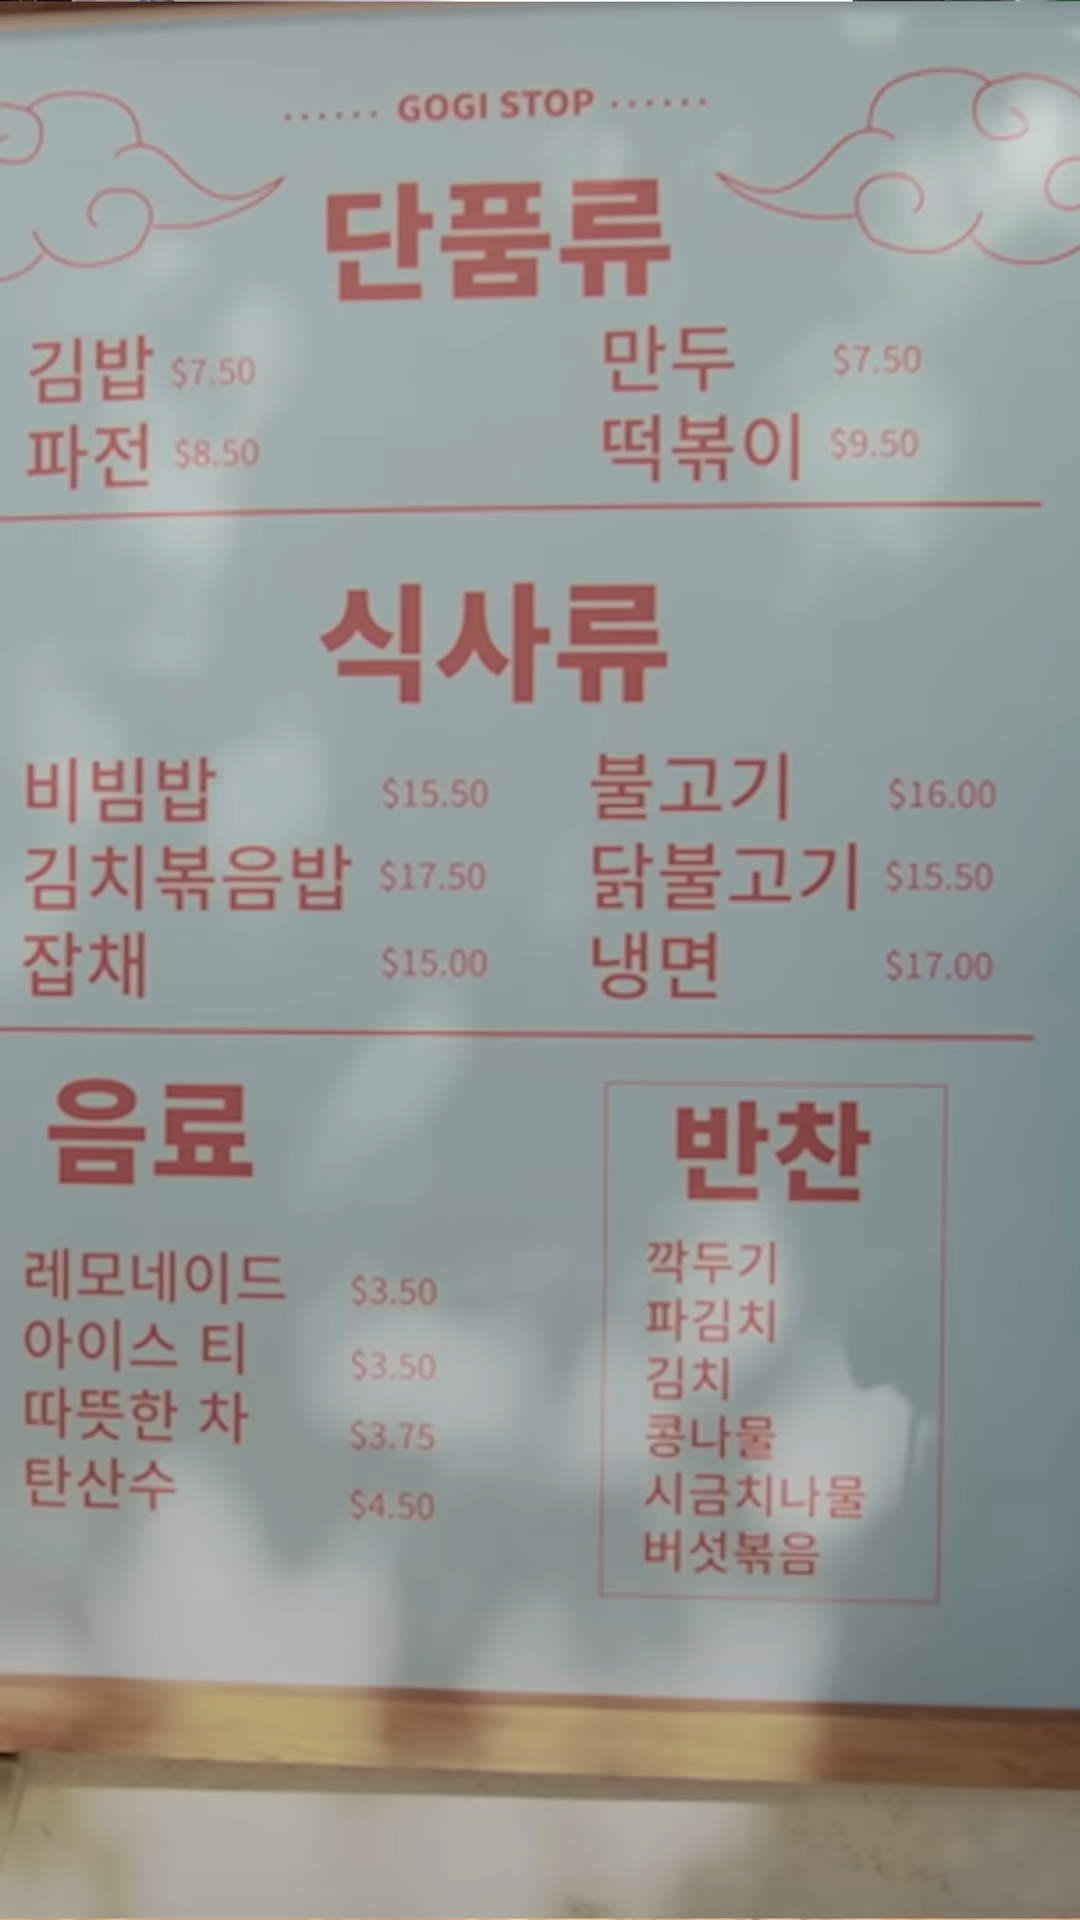 GOGI STOP
단품류
김밥 $7.50 만두 $7.50
파전 $8.50 떡볶이 $9.50
식사류
비빔밥 $15.50 불고기 $16.00
김치볶음밥 $17.50 닭불고기 $15.50
잡채 $15.00 냉면 $17.00
음료
레모네이드 $3.50
아이스 티 $3.50
따뜻한 차 $3.75
탄산수 $4.50
반찬
깍두기
파김치
김치
콩나물
시금치나물
버섯볶음